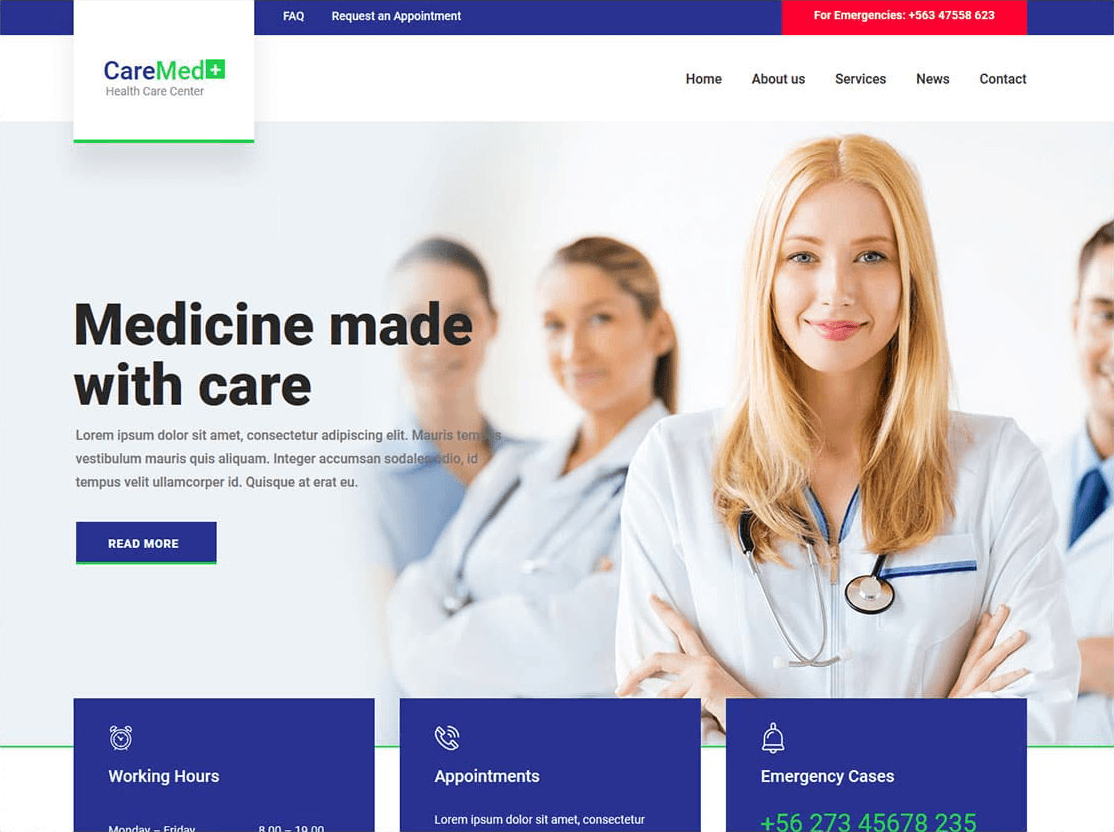 FAQ Request an Appointment
For Emergencies: +563 47558 623
CareMed+
Health Care Center
Home About us Services News Contact
Medicine made
with care
Lorem ipsum dolor sit amet, consectetur adipiscing elit. Mauris tempus
vestibulum mauris quis aliquam. Integer accumsan sodales odio, id
tempus velit ullamcorper id. Quisque at erat eu.
READ MORE
Working Hours
Monday – Friday 8.00 – 19.00
Appointments
Lorem ipsum dolor sit amet, consectetur
Emergency Cases
+56 273 45678 235